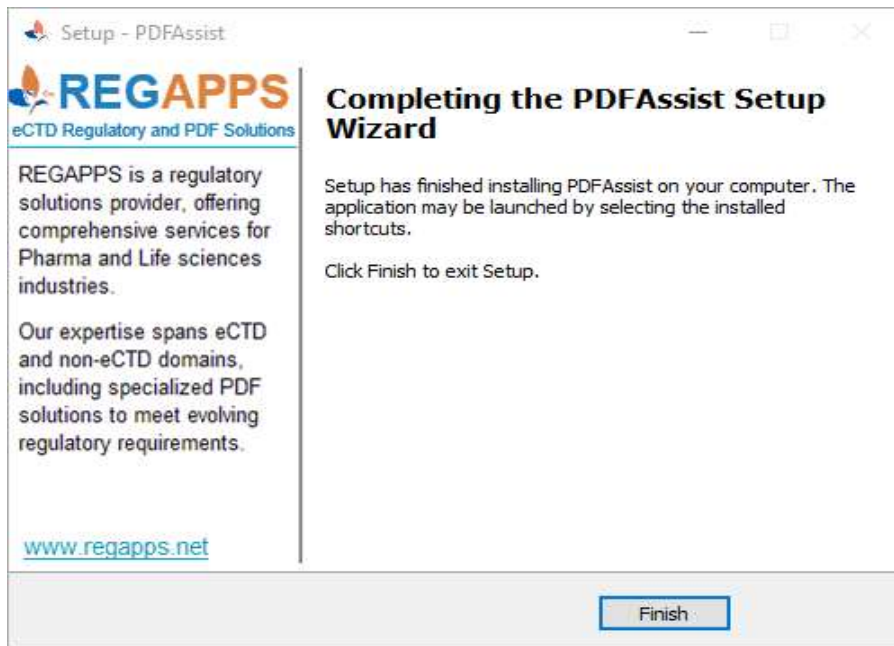 Setup - PDFAssist
REGAPPS
eCTD Regulatory and PDF Solutions
REGAPPS is a regulatory
solutions provider, offering
comprehensive services for
Pharma and Life sciences
industries.
Our expertise spans eCTD
and non-eCTD domains,
including specialized PDF
solutions to meet evolving
regulatory requirements.
www.regapps.net
Completing the PDFAssist Setup
Wizard
Setup has finished installing PDFAssist on your computer. The
application may be launched by selecting the installed
shortcuts.
Click Finish to exit Setup.
Finish